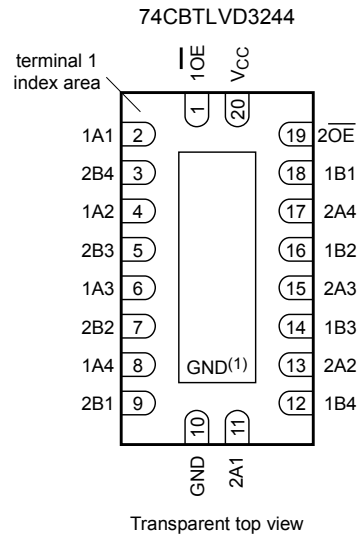 74CBTLVD3244
terminal 1
index area
1OE
VCC
1
20
1A1 2
19 2OE
2B4 3
18 1B1
1A2 4
17 2A4
2B3 5
16 1B2
1A3 6
15 2A3
2B2 7
14 1B3
1A4 8
GND(1)
13 2A2
2B1 9
12 1B4
10
11
GND
2A1
Transparent top view